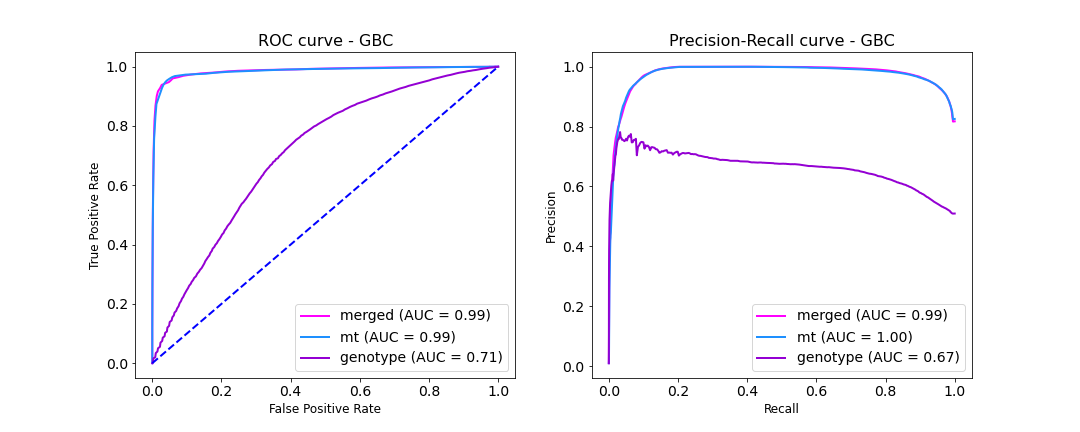 ROC curve - GBC
1.0
0.8
0.6
0.4
0.2
0.0
True Positive Rate
0.0 0.2 0.4 0.6 0.8 1.0
False Positive Rate
merged (AUC = 0.99)
mt (AUC = 0.99)
genotype (AUC = 0.71)
Precision-Recall curve - GBC
1.0
0.8
0.6
0.4
0.2
0.0
Precision
0.0 0.2 0.4 0.6 0.8 1.0
Recall
merged (AUC = 0.99)
mt (AUC = 1.00)
genotype (AUC = 0.67)